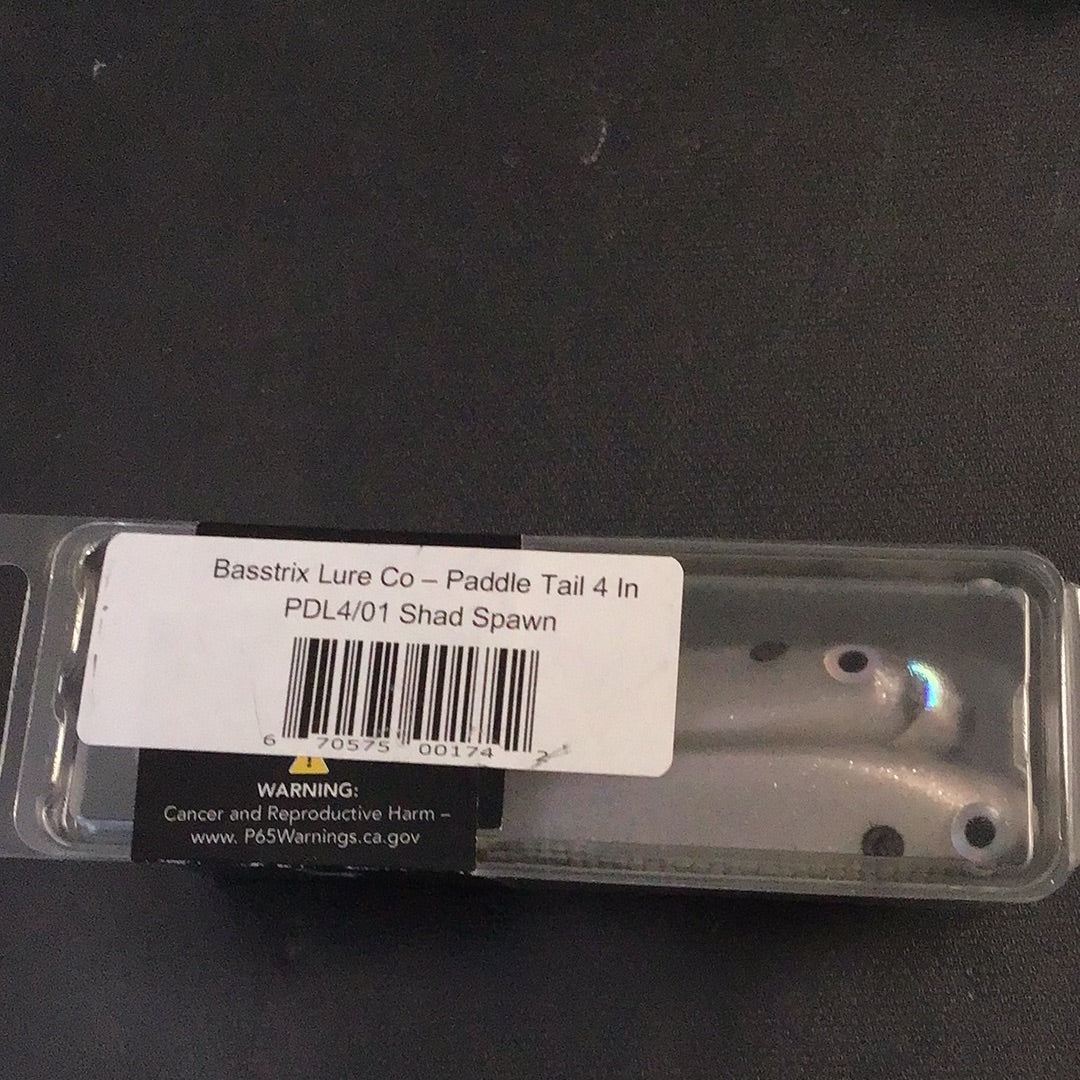 Basstrix Lure Co – Paddle Tail 4 In
PDL4/01 Shad Spawn
6 70575 00174 2
WARNING:
Cancer and Reproductive Harm –
www. P65Warnings.ca.gov